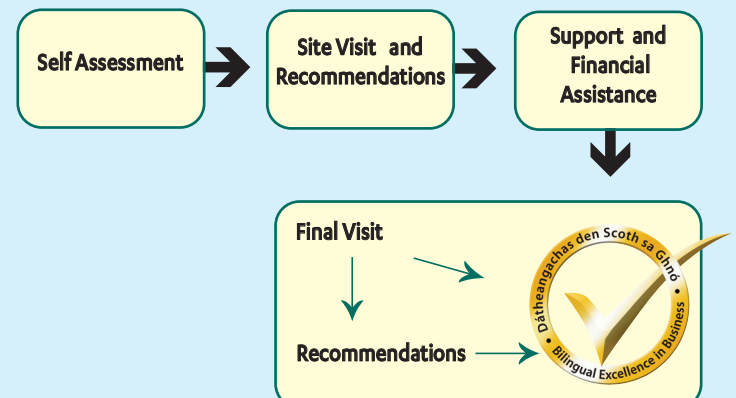 Self Assessment
Site Visit and
Recommendations
Support and
Financial
Assistance
Final Visit
Recommendations
Dátheangachas den Scoth sa Ghnó
Bilingual Excellence in Business